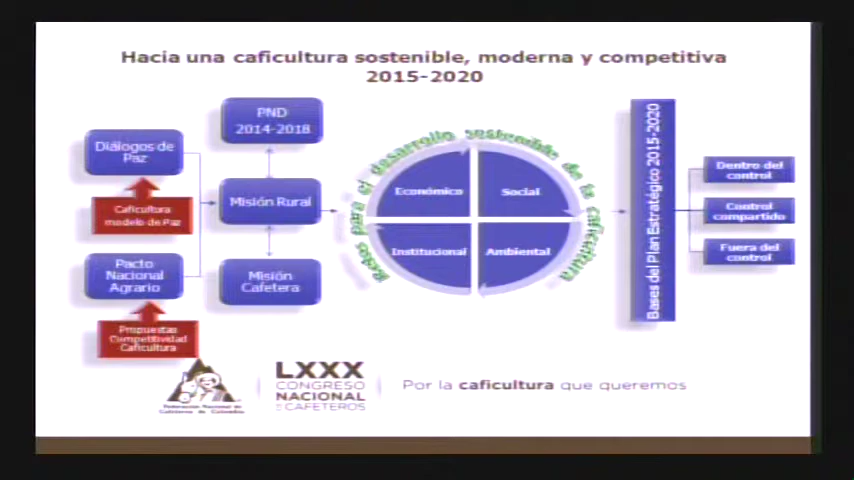 Hacia una caficultura sostenible, moderna y competitiva
2015-2020
Diálogos de
Paz
Caficultura
modelo de Paz
Pacto
Nacional
Agrario
Propuestas
Competitividad
Caficultura
PND
2014-2018
Misión Rural
Misión
Cafetera
para el desarrollo sostenible de la caficultura
Económico
Social
Institucional
Ambiental
Bases del Plan Estratégico 2015-2020
Dentro del
control
Control
compartido
Fuera del
control
Federación Nacional de
Cafeteros de Colombia
LXXX
CONGRESO
NACIONAL
DE CAFETEROS
Por la caficultura que queremos